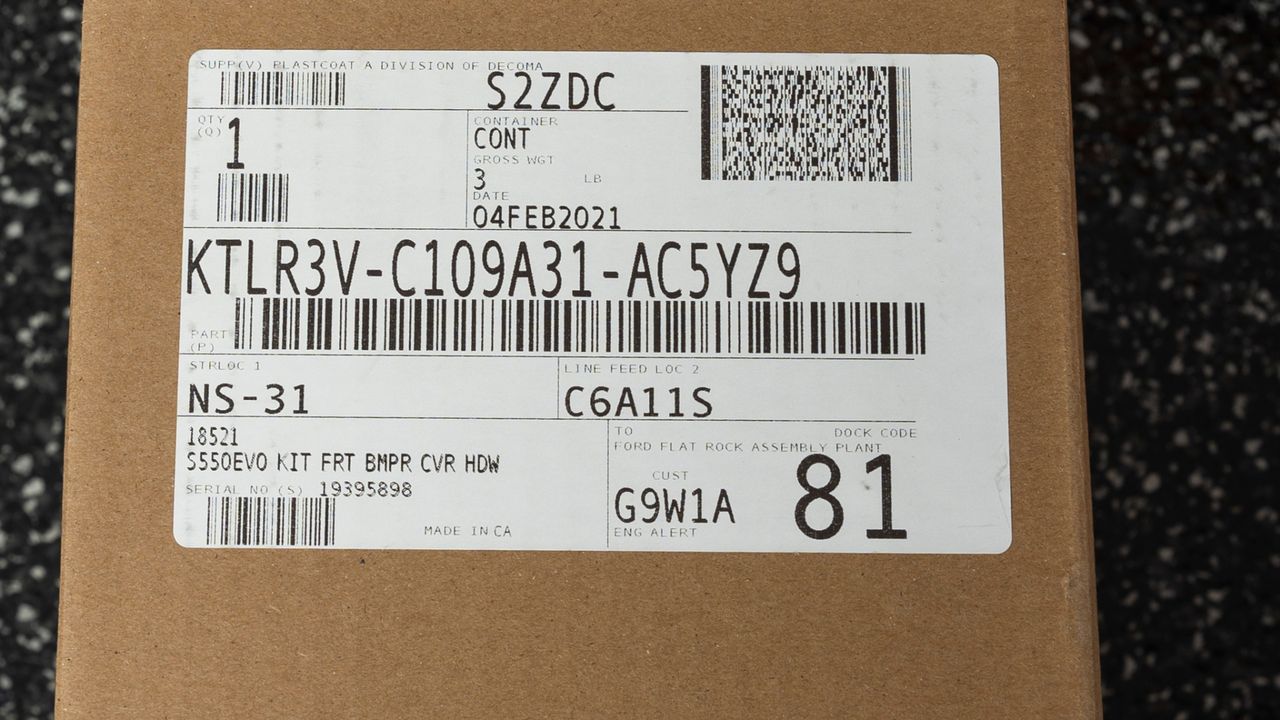 SUPP(V) PLASTCOAT A DIVISION OF DECOMA
S2ZDC
QTY
(Q)
1
CONTAINER
CONT
GROSS WGT
3 LB
DATE
04FEB2021
KTLR3V-C109A31-AC5YZ9
PART
(P)
STRLOC 1
NS-31
LINE FEED LOC 2
C6A11S
18521
S550EVO KIT FRT BMPR CVR HDW
SERIAL NO (S) 19395898
MADE IN CA
TO DOCK CODE
FORD FLAT ROCK ASSEMBLY PLANT
CUST
G9W1A
81
ENG ALERT